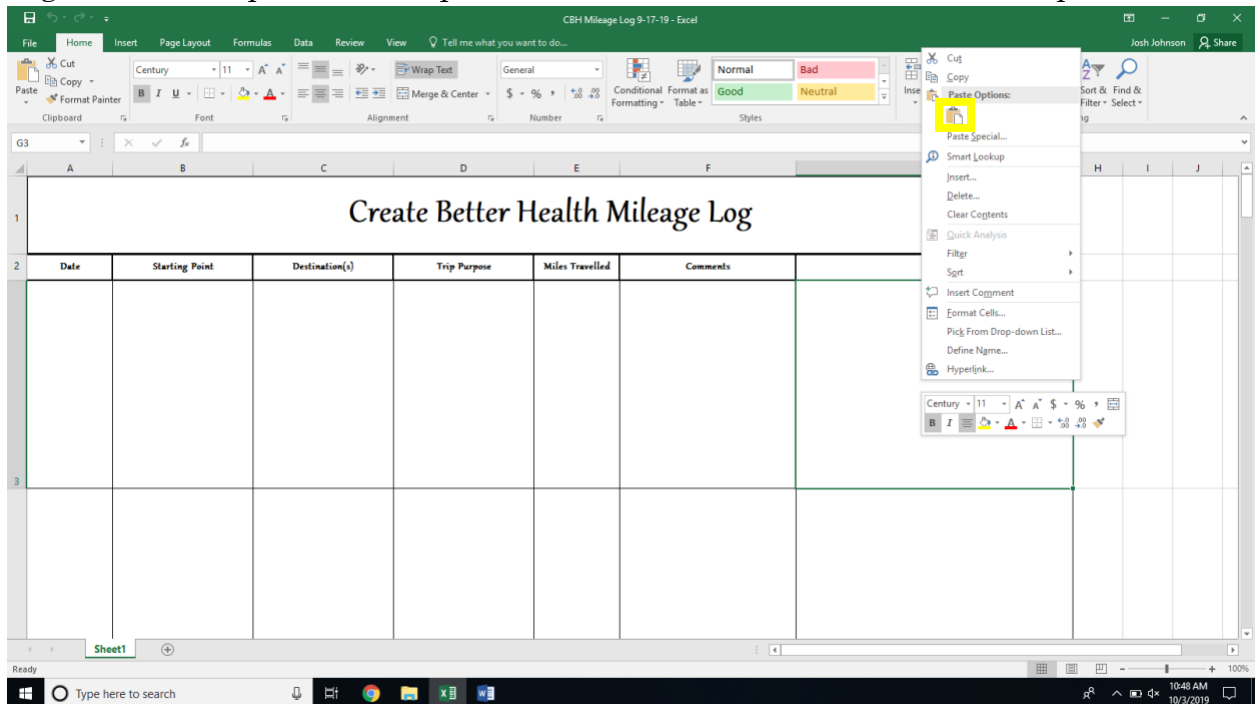 CBH Mileage Log 9-17-19 - Excel
File Home Insert Page Layout Formulas Data Review View Tell me what you want to do... Josh Johnson Share
Paste
Cut
Copy
Format Painter
Clipboard
Century 11
B I U
Font
Wrap Text
Merge & Center
Alignment
General
$ % ,
Number
Conditional Formatting
Format as Table
Normal Bad
Good Neutral
Styles
Inse
Sort & Filter
Find & Select
G3
fx
A B C D E F H I J
1
Create Better Health Mileage Log
2 Date Starting Point Destination(s) Trip Purpose Miles Travelled Comments
3
Cut
Copy
Paste Options:
Paste Special...
Smart Lookup
Insert...
Delete...
Clear Contents
Quick Analysis
Filter
Sort
Insert Comment
Format Cells...
Pick From Drop-down List...
Define Name...
Hyperlink...
Century 11 A A $ % ,
B I A
Sheet1
Ready
100%
Type here to search
10:48 AM
10/3/2019